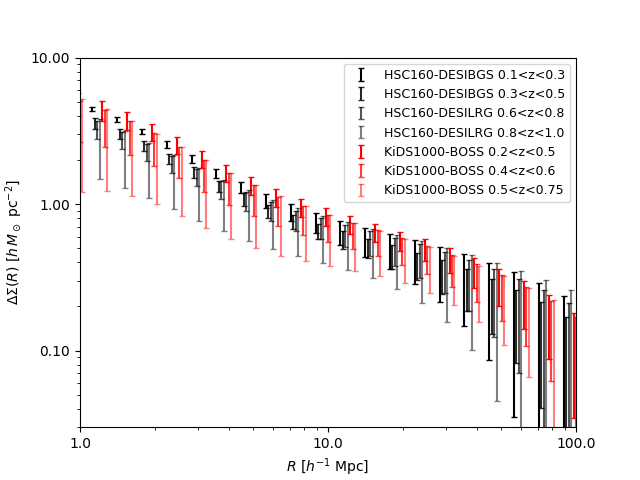 10.00
1.00
0.10
ΔΣ(R) [h M⊙ pc⁻²]
HSC160-DESIBGS 0.1<z<0.3
HSC160-DESIBGS 0.3<z<0.5
HSC160-DESILRG 0.6<z<0.8
HSC160-DESILRG 0.8<z<1.0
KiDS1000-BOSS 0.2<z<0.5
KiDS1000-BOSS 0.4<z<0.6
KiDS1000-BOSS 0.5<z<0.75
1.0
10.0
100.0
R [h⁻¹ Mpc]